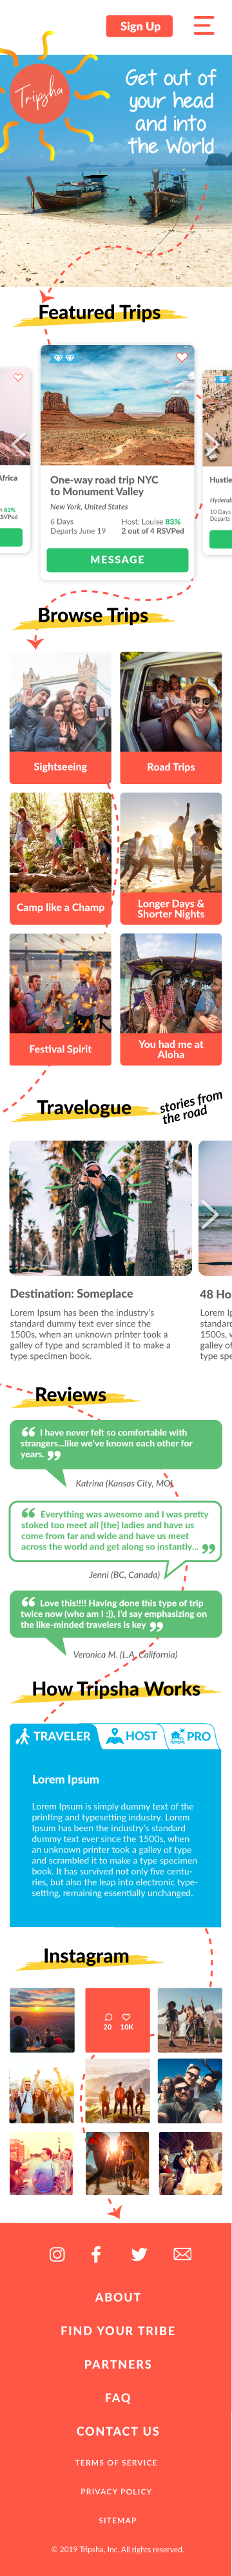 Sign Up
Tripsha
Get out of
your head
and into
the World
Featured Trips
Africa
83%
RSVPed
One-way road trip NYC
to Monument Valley
New York, United States
6 Days
Host: Louise 83%
Departs June 19
2 out of 4 RSVPed
MESSAGE
Hustle
Hyderab
10 Days
Departs
Browse Trips
Sightseeing
Road Trips
Camp like a Champ
Longer Days &
Shorter Nights
Festival Spirit
You had me at
Aloha
Travelogue
stories from
the road
Destination: Someplace
Lorem Ipsum has been the industry's
standard dummy text ever since the
1500s, when an unknown printer took a
galley of type and scrambled it to make a
type specimen book.
48 Ho
Lorem Ip
standard
1500s, v
galley of
type spe
Reviews
“ I have never felt so comfortable with
strangers...like we've known each other for
years. ”
Katrina (Kansas City, MO)
“ Everything was awesome and I was pretty
stoked too meet all [the] ladies and have us
come from far and wide and have us meet
across the world and get along so instantly... ”
Jenni (BC, Canada)
“ Love this!!!! Having done this type of trip
twice now (who am I :)), I'd say emphasizing on
the like-minded travelers is key ”
Veronica M. (L.A, California)
How Tripsha Works
TRAVELER
HOST
PRO
Lorem Ipsum
Lorem Ipsum is simply dummy text of the
printing and typesetting industry. Lorem
Ipsum has been the industry's standard
dummy text ever since the 1500s, when
an unknown printer took a galley of type
and scrambled it to make a type specimen
book. It has survived not only five centu-
ries, but also the leap into electronic type-
setting, remaining essentially unchanged.
Instagram
20 10K
ABOUT
FIND YOUR TRIBE
PARTNERS
FAQ
CONTACT US
TERMS OF SERVICE
PRIVACY POLICY
SITEMAP
© 2019 Tripsha, Inc. All rights reserved.